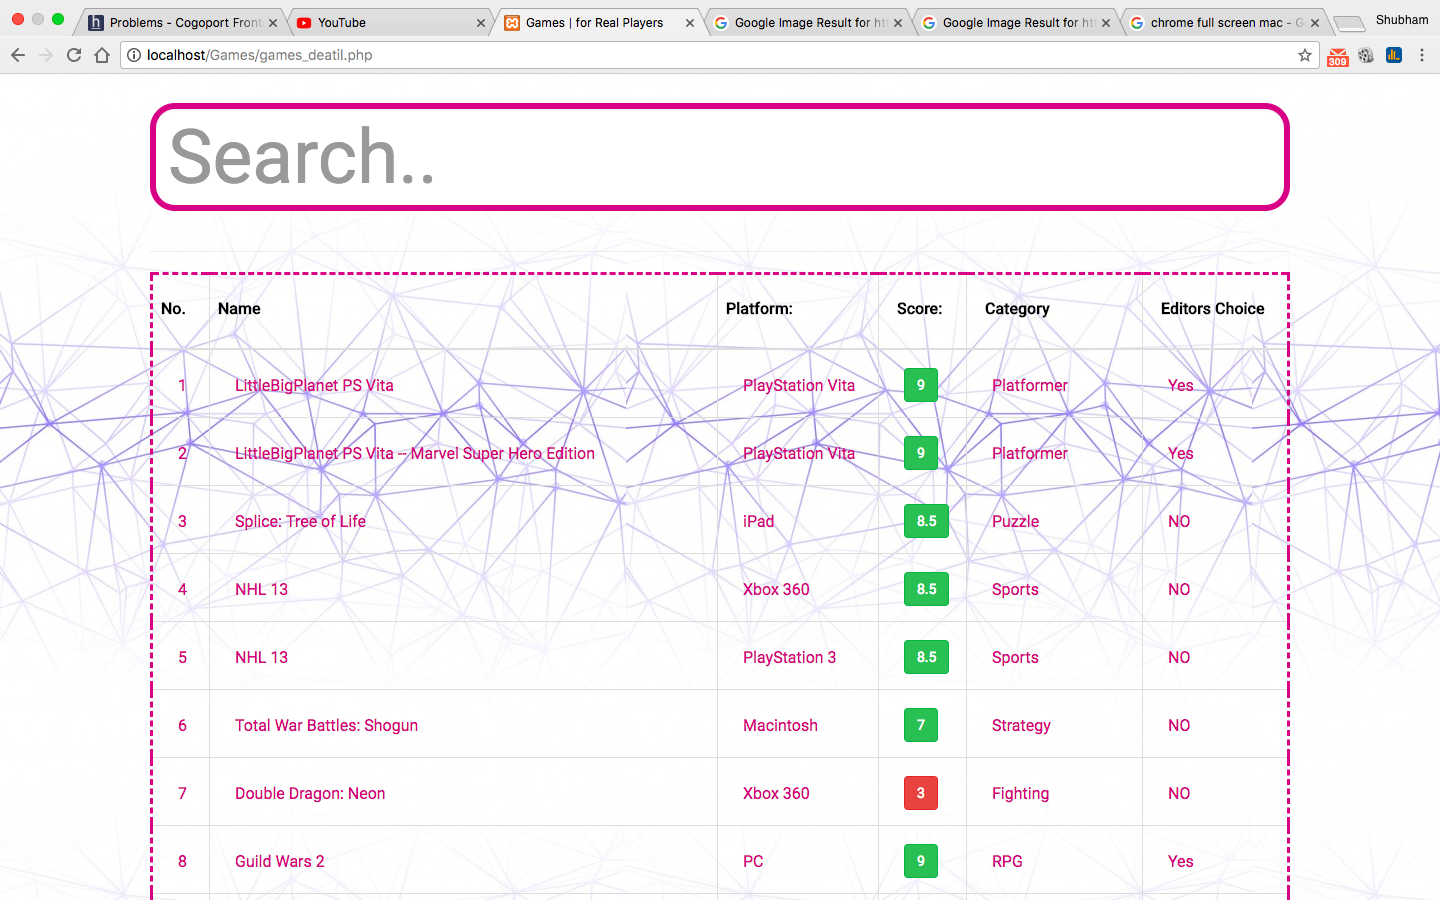 Problems - Cogoport Front
YouTube
Games | for Real Players
Google Image Result for htt
Google Image Result for htt
chrome full screen mac - G
Shubham
localhost/Games/games_deatil.php
309
Search..
No. Name Platform: Score: Category Editors Choice
1 LittleBigPlanet PS Vita PlayStation Vita 9 Platformer Yes
2 LittleBigPlanet PS Vita -- Marvel Super Hero Edition PlayStation Vita 9 Platformer Yes
3 Splice: Tree of Life iPad 8.5 Puzzle NO
4 NHL 13 Xbox 360 8.5 Sports NO
5 NHL 13 PlayStation 3 8.5 Sports NO
6 Total War Battles: Shogun Macintosh 7 Strategy NO
7 Double Dragon: Neon Xbox 360 3 Fighting NO
8 Guild Wars 2 PC 9 RPG Yes